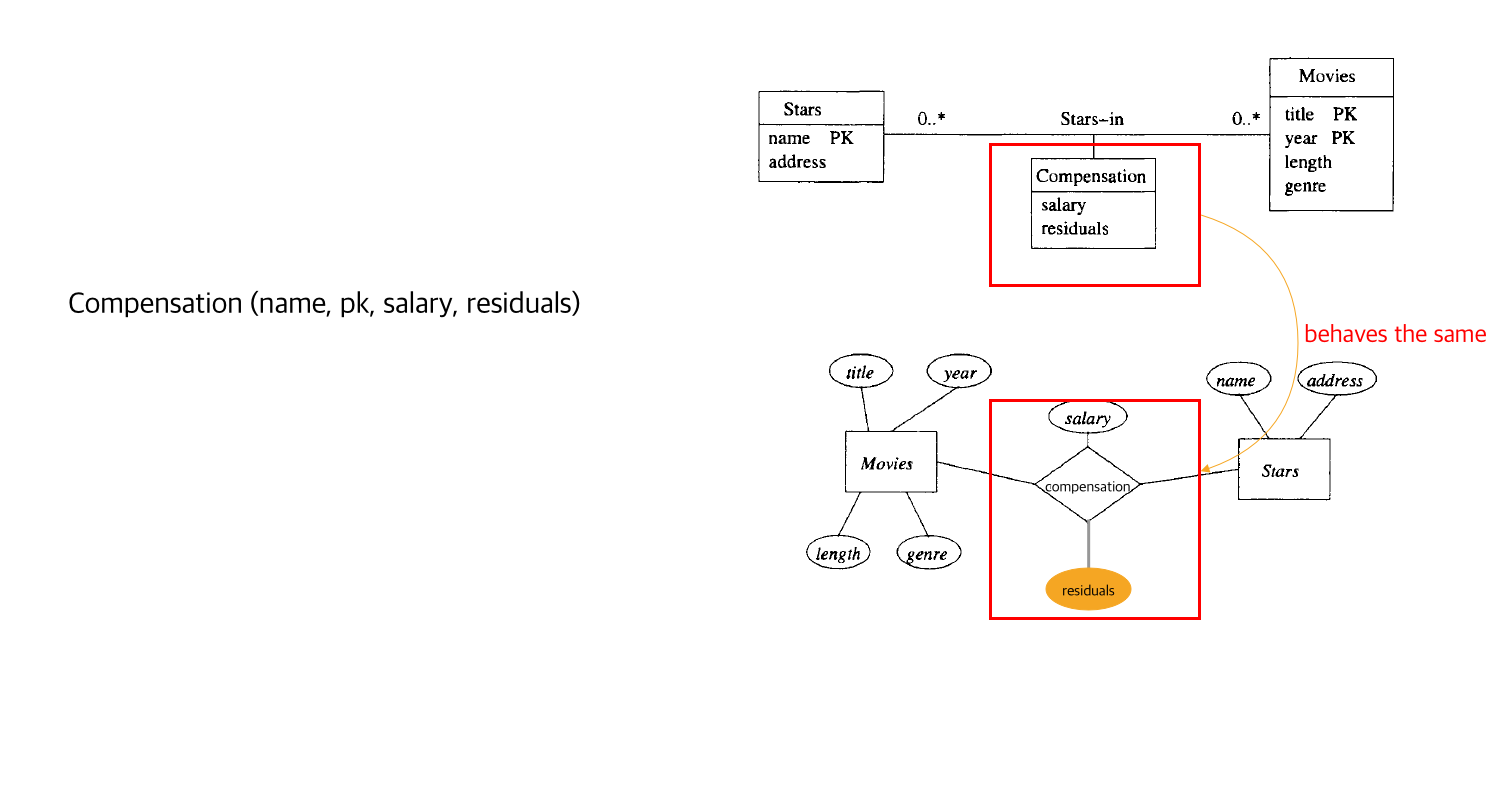 Compensation (name, pk, salary, residuals)
Stars
name PK
address
0..*
Stars-in
0..*
Compensation
salary
residuals
Movies
title PK
year PK
length
genre
behaves the same
title
year
Movies
length
genre
salary
compensation
residuals
name
address
Stars